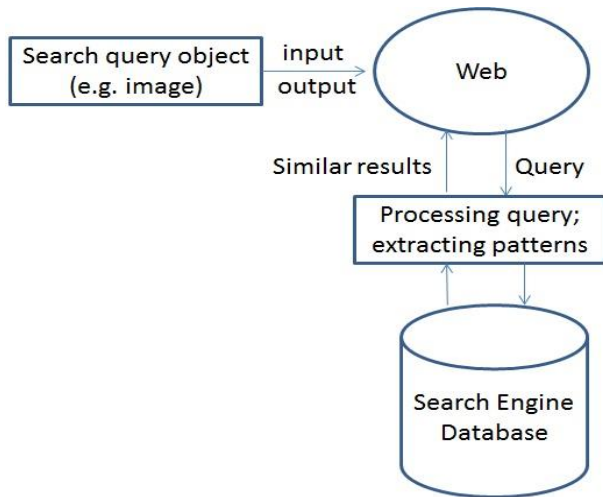 Search query object
(e.g. image)
input
output
Web
Similar results
Query
Processing query;
extracting patterns
Search Engine
Database